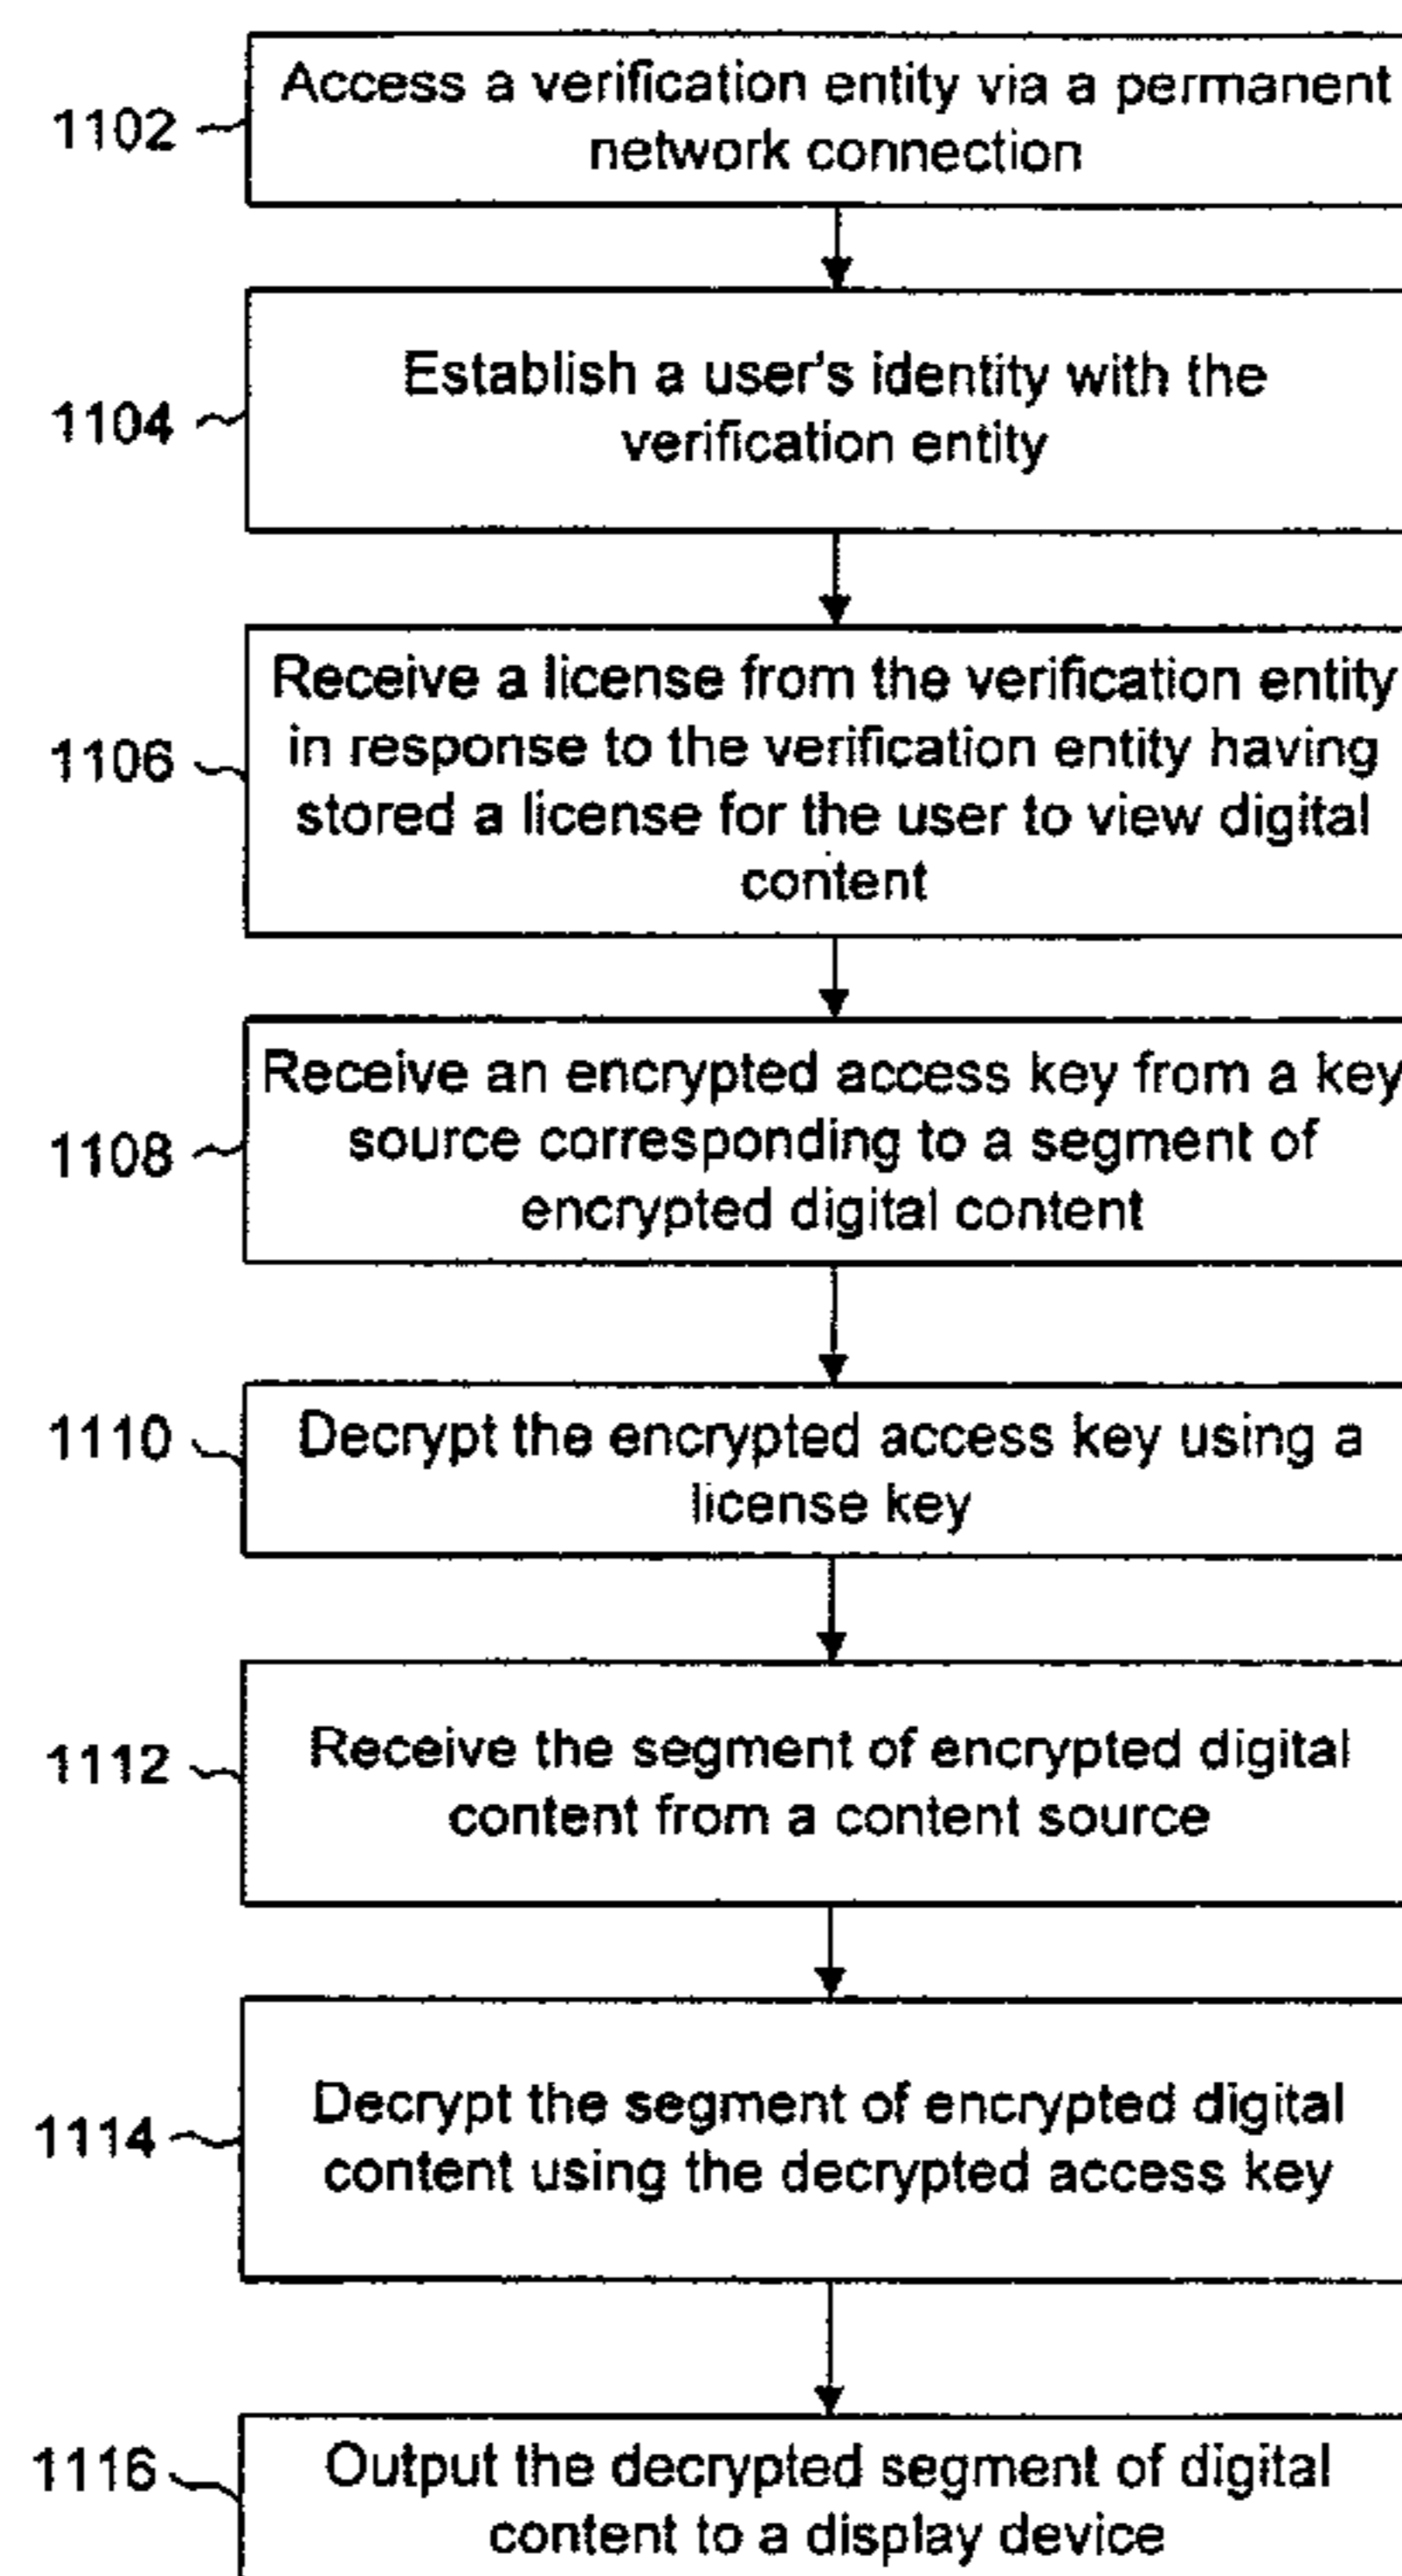 Access a verification entity via a permanent
1102
network connection
Establish a user's identity with the
1104
verification entity
Receive a license from the verification entity
1106
in response to the verification entity having
stored a license for the user to view digital
content
Receive an encrypted access key from a key
1108
source corresponding to a segment of
encrypted digital content
1110
Decrypt the encrypted access key using a
license key
1112
Receive the segment of encrypted digital
content from a content source
1114
Decrypt the segment of encrypted digital
content using the decrypted access key
1116
Output the decrypted segment of digital
content to a display device